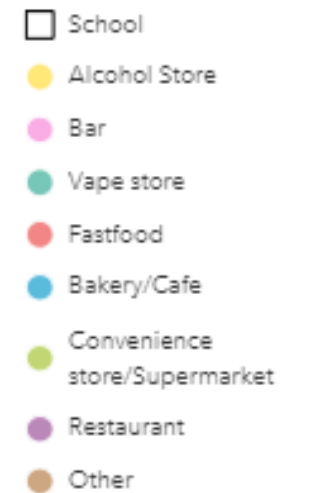 School
Alcohol Store
Bar
Vape store
Fastfood
Bakery/Cafe
Convenience
store/Supermarket
Restaurant
Other